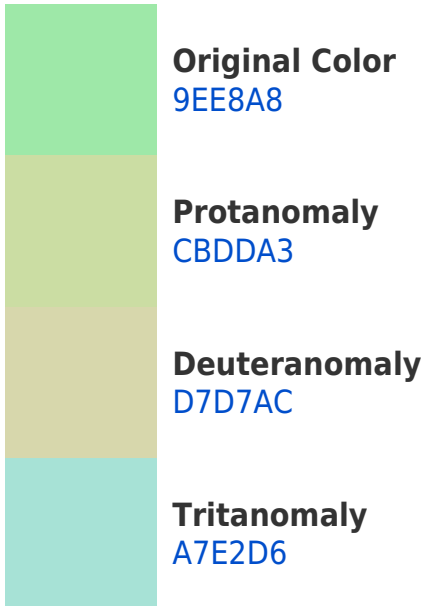 Original Color
9EE8A8
Protanomaly
CBDDA3
Deuteranomaly
D7D7AC
Tritanomaly
A7E2D6